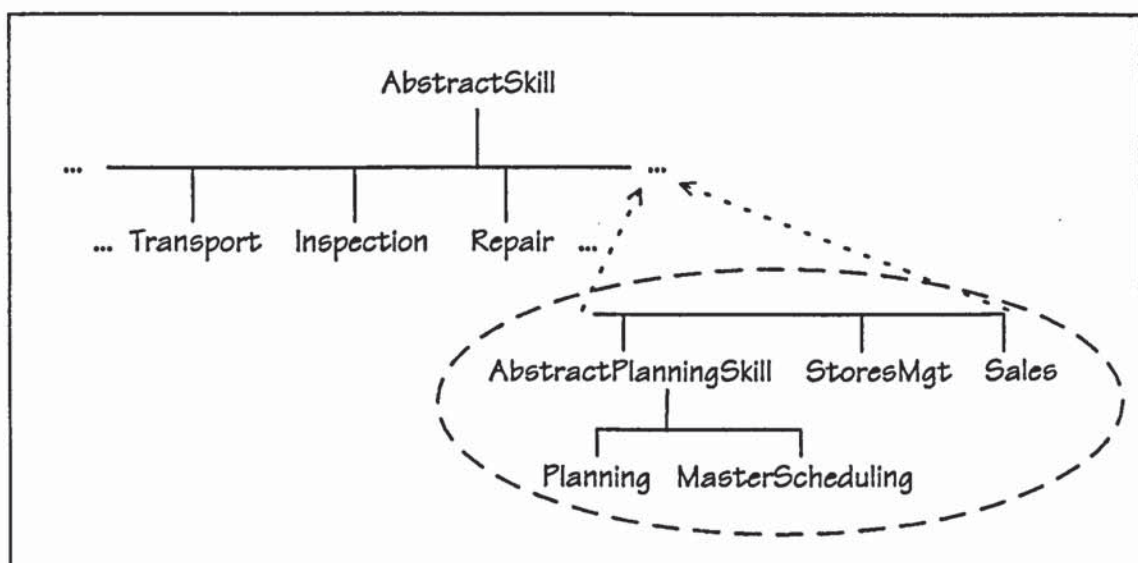 AbstractSkill
... ...
... Transport Inspection Repair ...
AbstractPlanningSkill StoresMgt Sales
Planning MasterScheduling